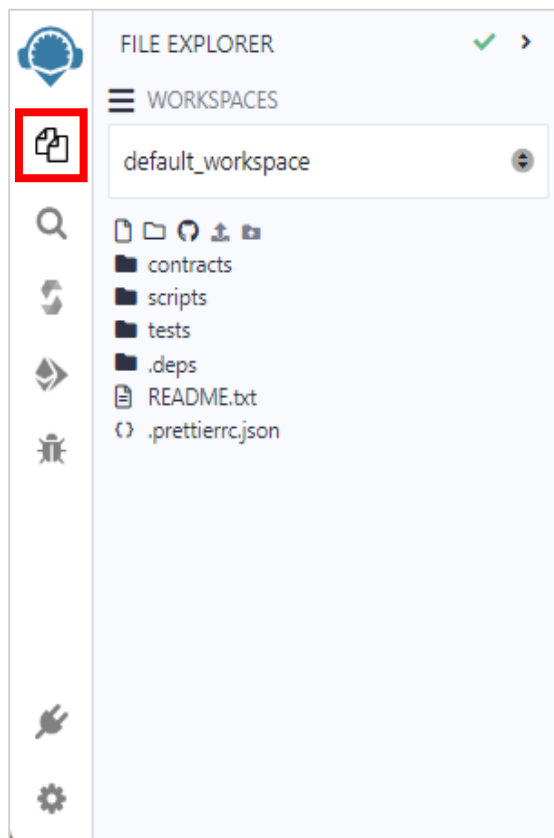 FILE EXPLORER
WORKSPACES
default_workspace
contracts
scripts
tests
.deps
README.txt
.prettierrc.json